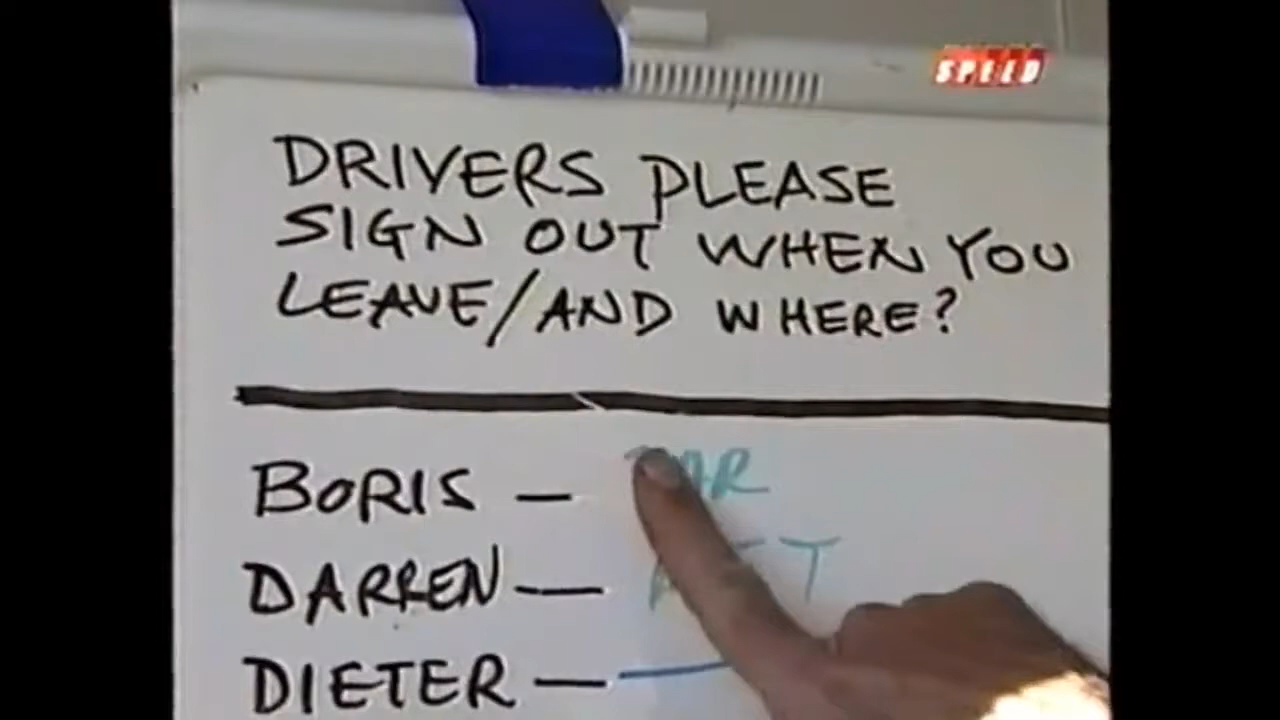 SPEED
DRIVERS PLEASE
SIGN OUT WHEN YOU
LEAVE/AND WHERE?
BORIS —
DARREN —
DIETER —